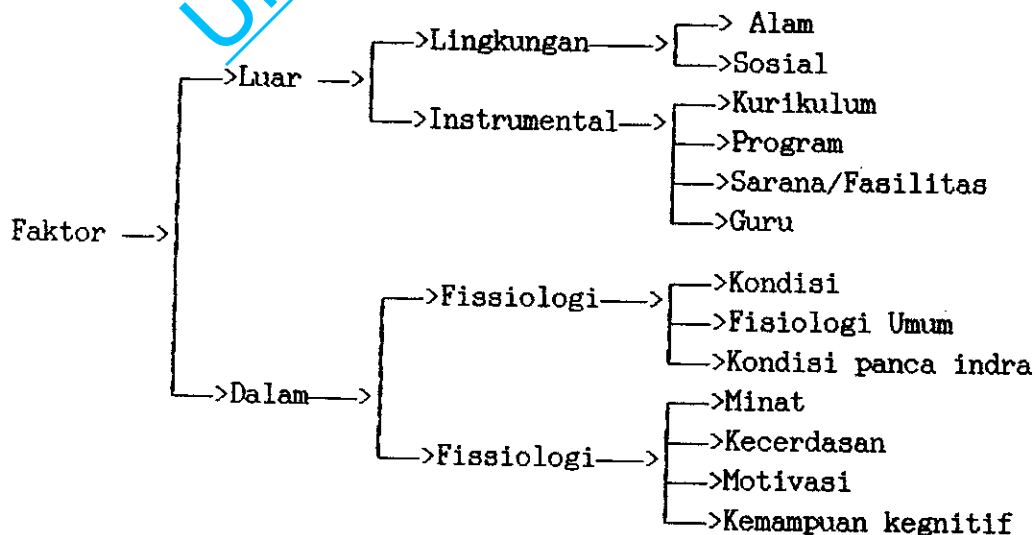 Alam
Lingkungan
Sosial
Luar
Kurikulum
Instrumental
Program
Sarana/Fasilitas
Guru
Faktor
Kondisi
Fissiologi
Fisiologi Umum
Kondisi panca indra
Dalam
Minat
Kecerdasan
Fissiologi
Motivasi
Kemampuan kegnitif